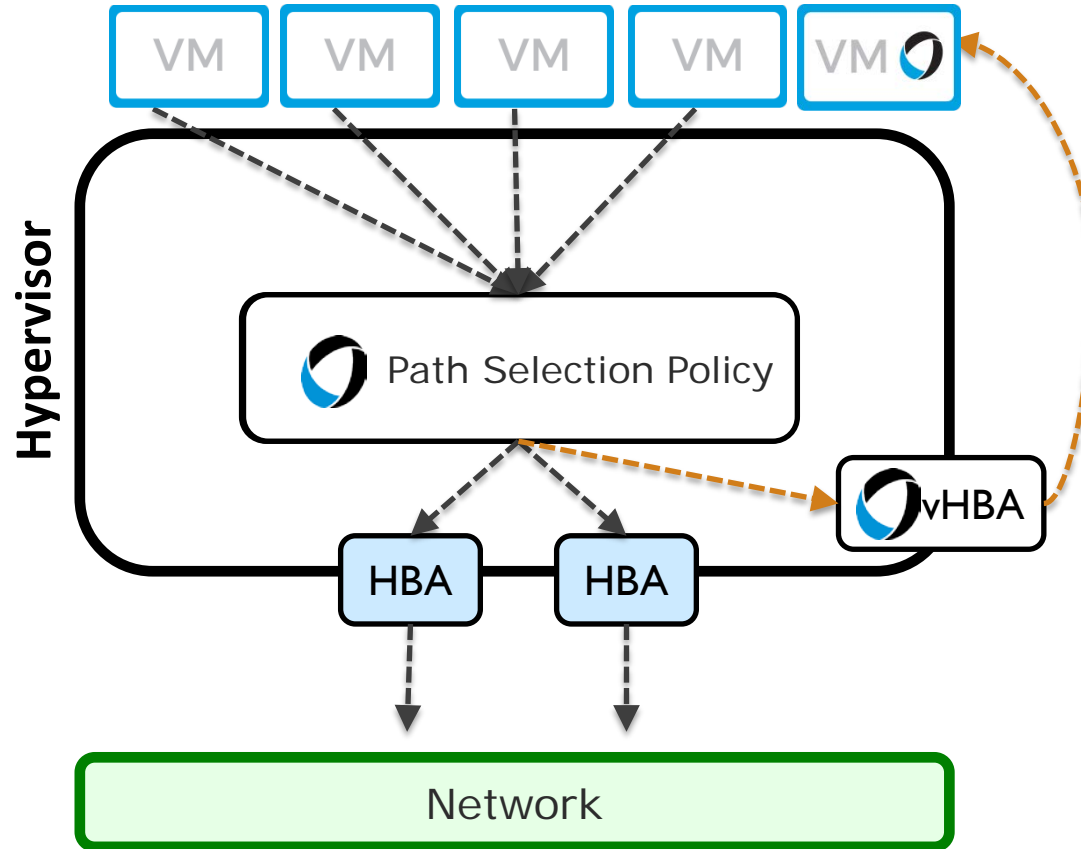 VM
VM
VM
VM
VM
Hypervisor
Path Selection Policy
vHBA
HBA
HBA
Network